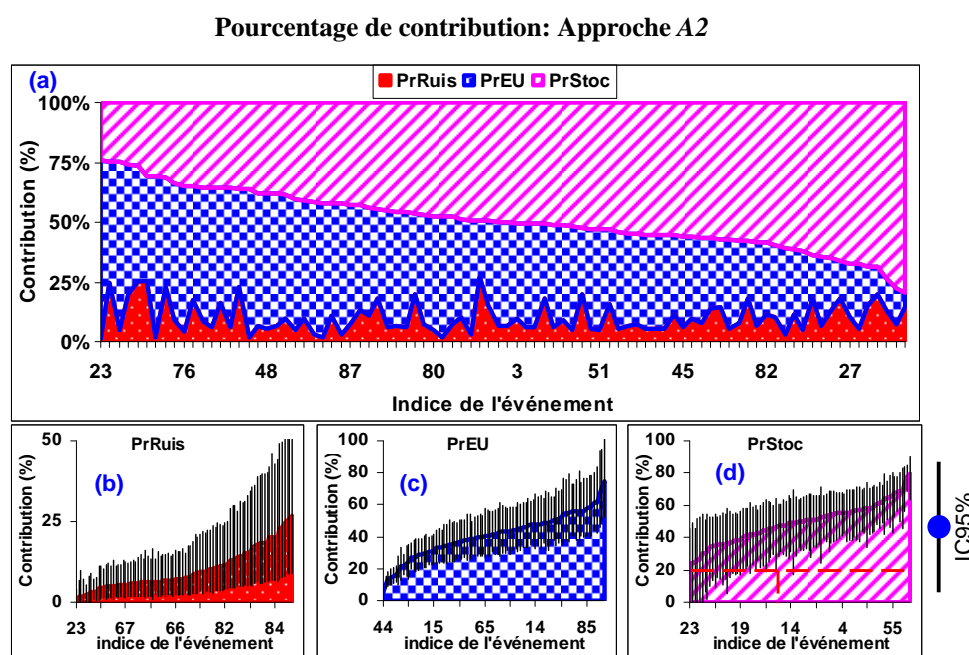 Pourcentage de contribution: Approche A2
(a)
PrRuis PrEU PrStoc
100%
75%
50%
25%
0%
Contribution (%)
23 76 48 87 80 3 51 45 82 27
Indice de l'événement
PrRuis
(b)
Contribution (%)
50
25
0
23 67 66 82 84
indice de l'événement
PrEU
(c)
Contribution (%)
100
80
60
40
20
0
44 15 65 14 85
indice de l'événement
PrStoc
(d)
Contribution (%)
100
80
60
40
20
0
23 19 14 4 55
indice de l'événement
IC95%